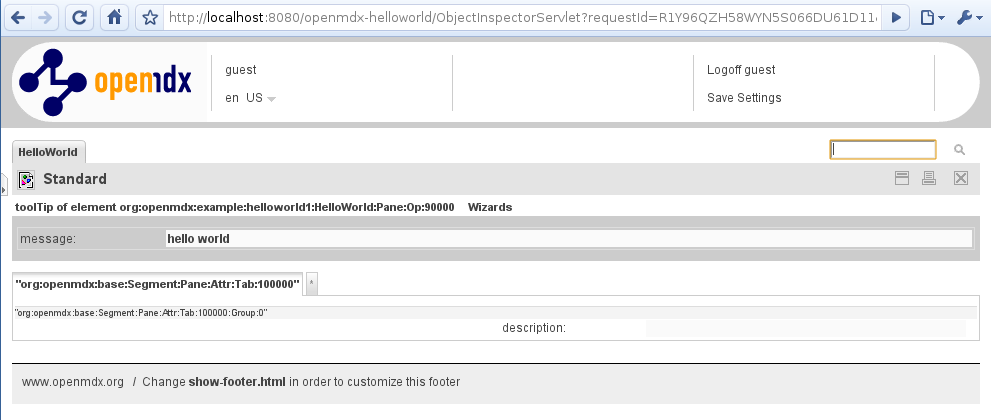 http://localhost:8080/openmdx-helloworld/ObjectInspectorServlet?requestId=R1Y96QZH58WYN5S066DU61D11
openmdx
guest
Logoff guest
en US
Save Settings
HelloWorld
Standard
toolTip of element org:openmdx:example:helloworld1:HelloWorld:Pane:Op:90000 Wizards
message: hello world
"org:openmdx:base:Segment:Pane:Attr:Tab:100000" *
"org:openmdx:base:Segment:Pane:Attr:Tab:100000:Group:0"
description:
www.openmdx.org / Change show-footer.html in order to customize this footer